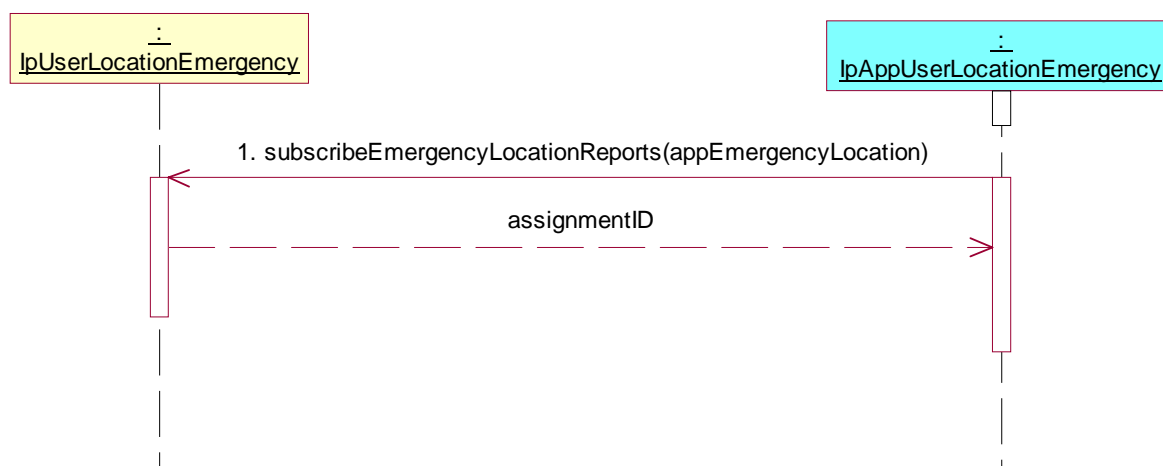 :
IpUserLocationEmergency
:
IpAppUserLocationEmergency
1. subscribeEmergencyLocationReports(appEmergencyLocation)
assignmentID